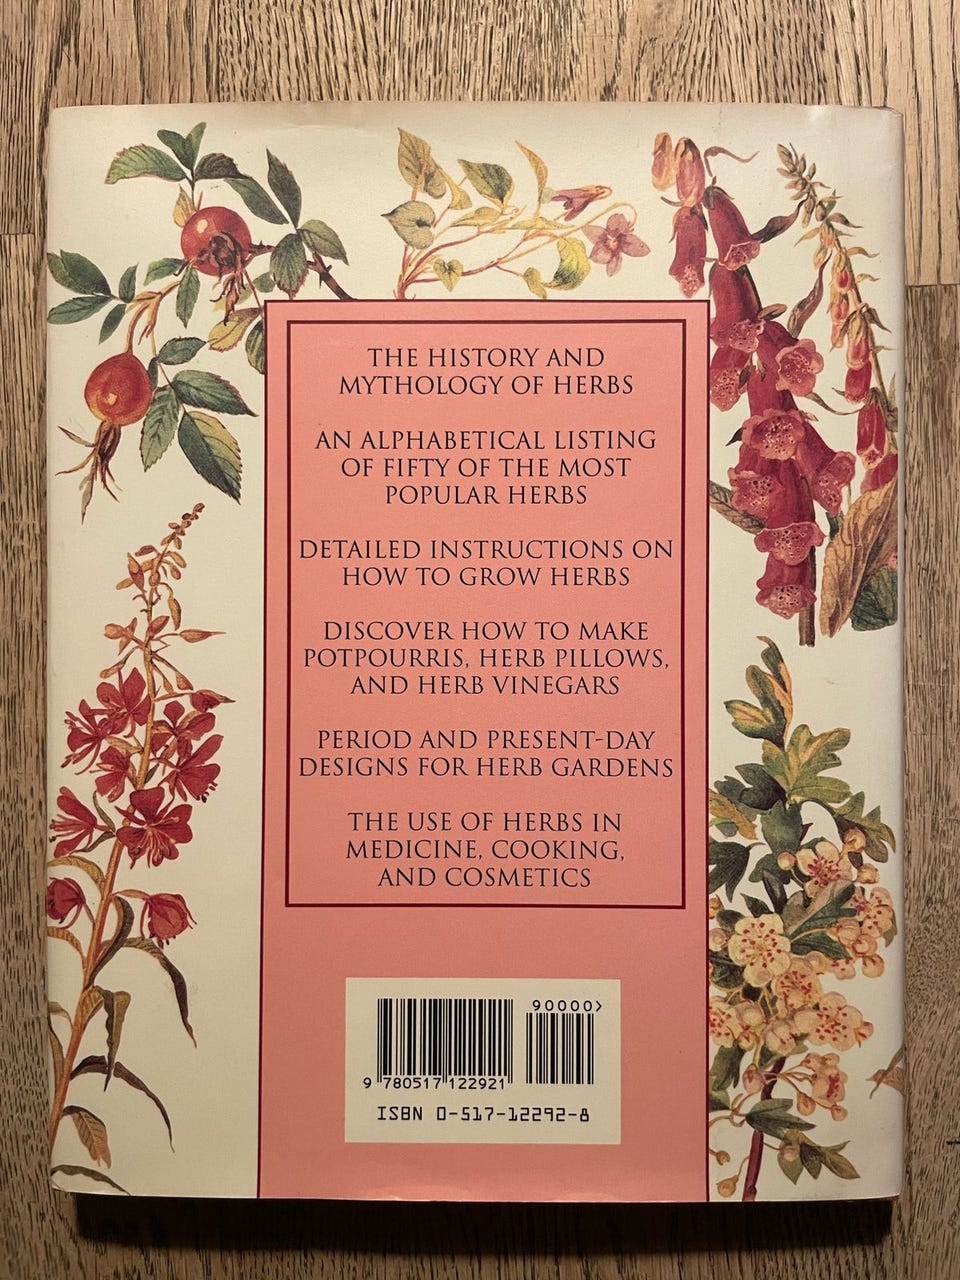 THE HISTORY AND
MYTHOLOGY OF HERBS
AN ALPHABETICAL LISTING
OF FIFTY OF THE MOST
POPULAR HERBS
DETAILED INSTRUCTIONS ON
HOW TO GROW HERBS
DISCOVER HOW TO MAKE
POTPOURRIS, HERB PILLOWS,
AND HERB VINEGARS
PERIOD AND PRESENT-DAY
DESIGNS FOR HERB GARDENS
THE USE OF HERBS IN
MEDICINE, COOKING,
AND COSMETICS
90000>
9 780517 122921
ISBN 0-517-12292-8